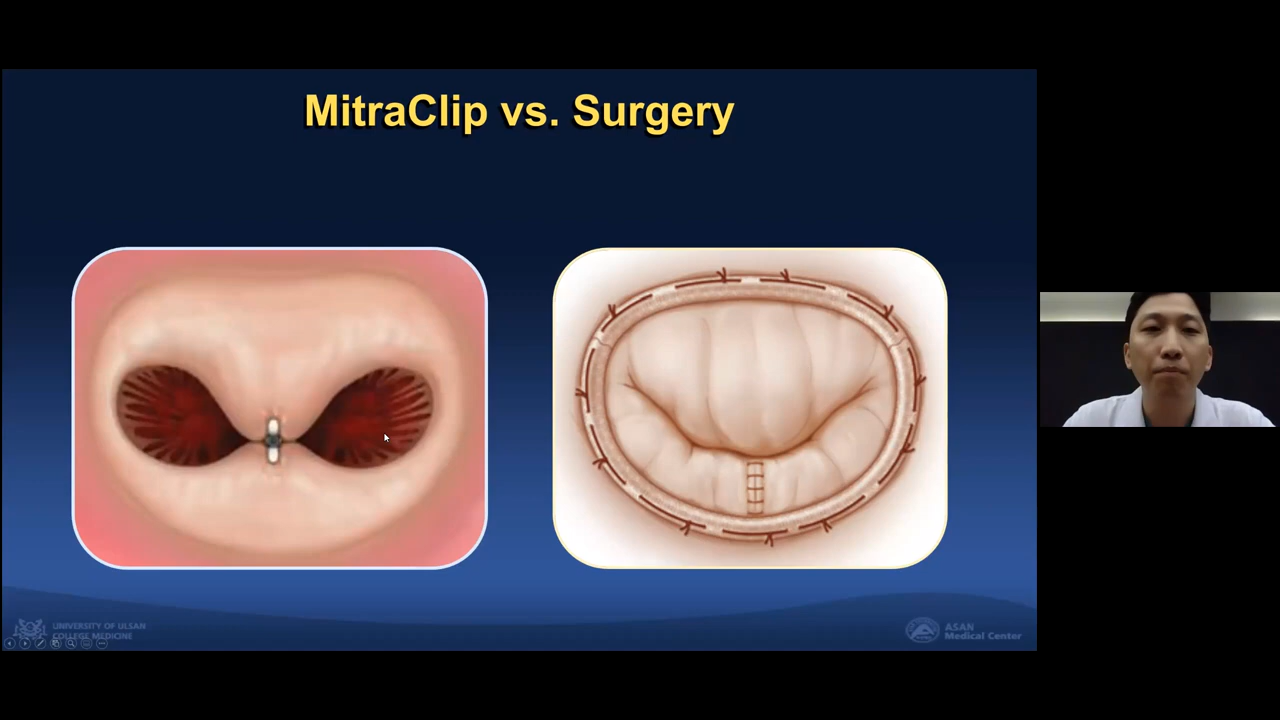 MitraClip vs. Surgery
UNIVERSITY OF ULSAN
COLLEGE MEDICINE
ASAN
Medical Center